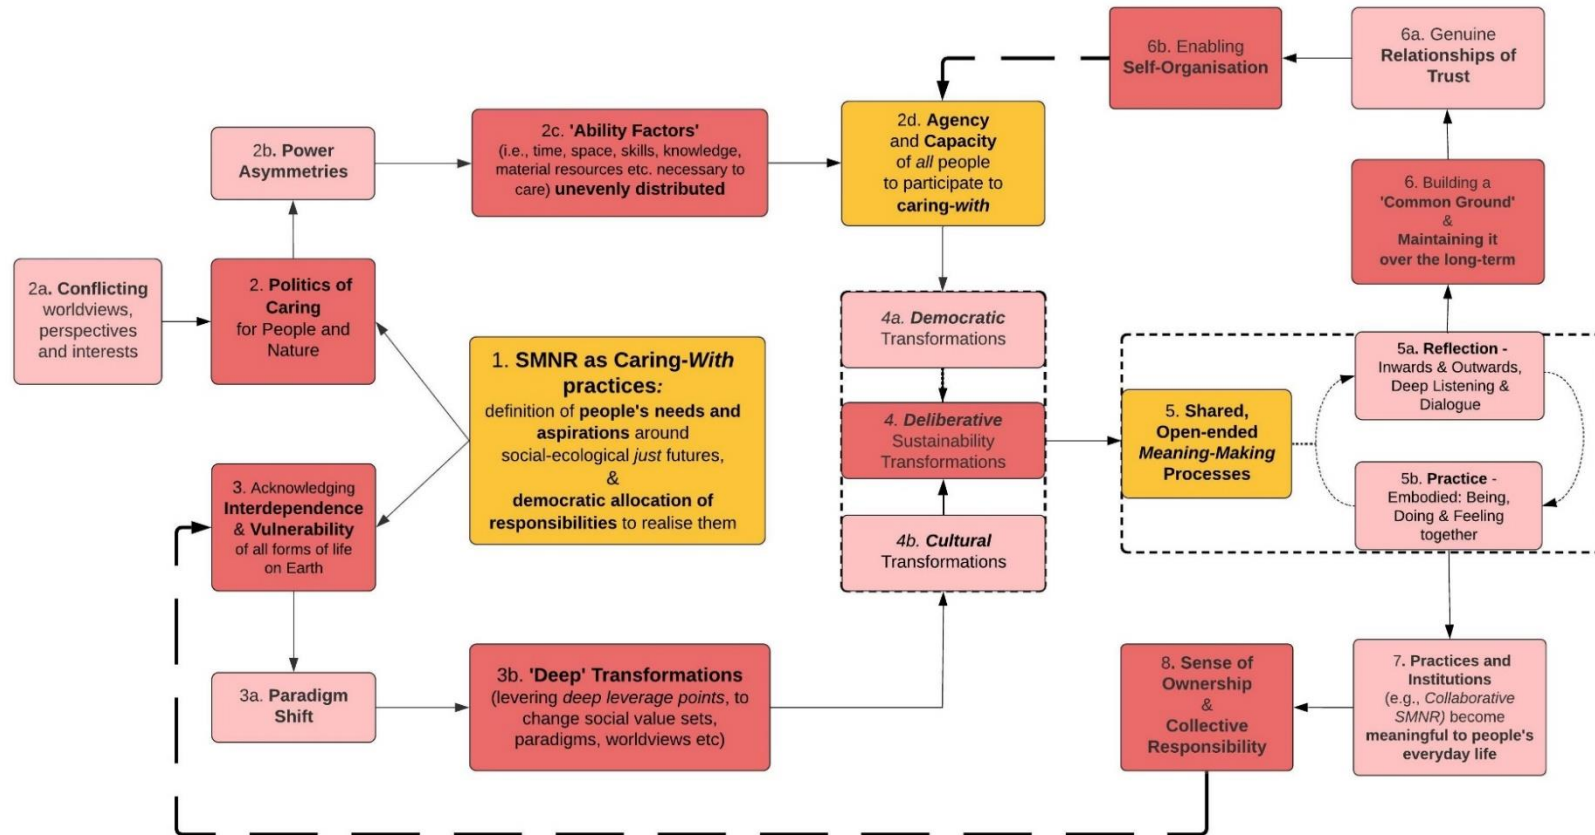 1. SMNR as Caring-With
practices:
definition of people's needs and
aspirations around
social-ecological just futures,
&
democratic allocation of
responsibilities to realise them
2a. Conflicting
worldviews,
perspectives
and interests
2. Politics of
Caring
for People and
Nature
2b. Power
Asymmetries
2c. 'Ability Factors'
(i.e., time, space, skills, knowledge,
material resources etc. necessary to
care) unevenly distributed
2d. Agency
and Capacity
of all people
to participate to
caring-with
3. Acknowledging
Interdependence
& Vulnerability
of all forms of life
on Earth
3a. Paradigm
Shift
3b. 'Deep' Transformations
(levering deep leverage points, to
change social value sets,
paradigms, worldviews etc)
4a. Democratic
Transformations
4. Deliberative
Sustainability
Transformations
4b. Cultural
Transformations
5. Shared,
Open-ended
Meaning-Making
Processes
5a. Reflection -
Inwards & Outwards,
Deep Listening &
Dialogue
5b. Practice -
Embodied: Being,
Doing & Feeling
together
6. Building a
'Common Ground'
&
Maintaining it
over the long-term
6a. Genuine
Relationships of
Trust
6b. Enabling
Self-Organisation
7. Practices and
Institutions
(e.g., Collaborative
SMNR) become
meaningful to people's
everyday life
8. Sense of
Ownership
&
Collective
Responsibility